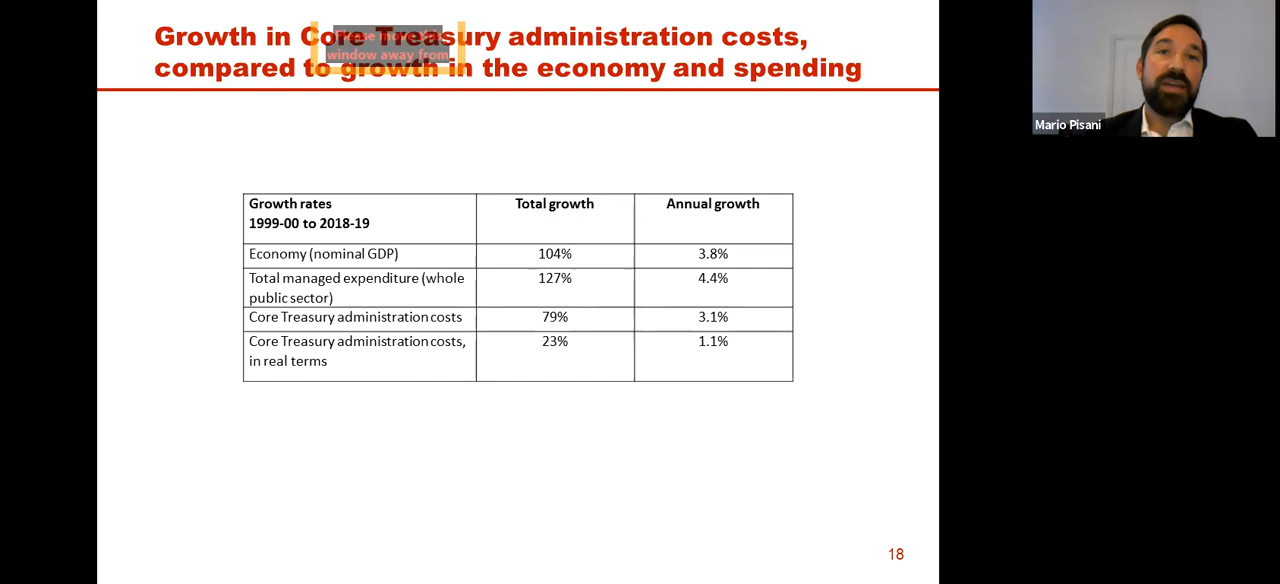 Growth in Core Treasury administration costs,
compared to growth in the economy and spending
window away from
Mario Pisani
Growth rates
1999-00 to 2018-19
Total growth
Annual growth
Economy (nominal GDP)
104%
3.8%
Total managed expenditure (whole
public sector)
127%
4.4%
Core Treasury administration costs
79%
3.1%
Core Treasury administration costs,
in real terms
23%
1.1%
18